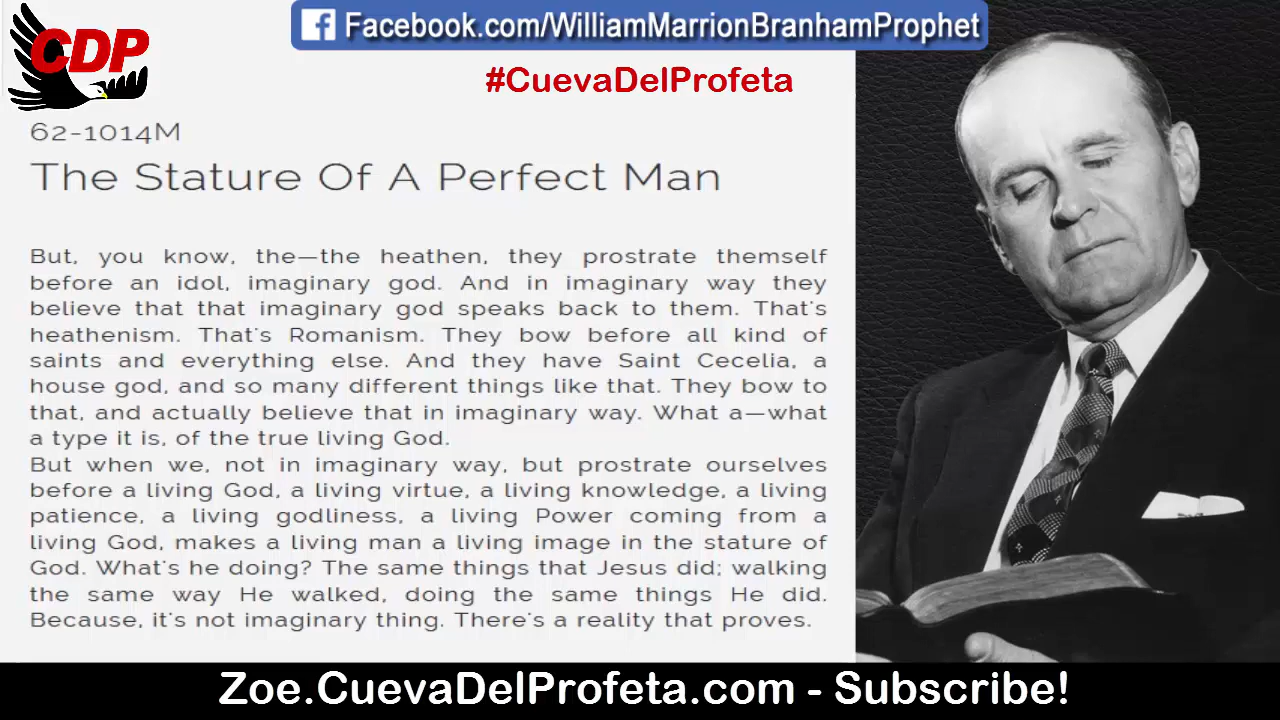 CDP
Facebook.com/WilliamMarrionBranhamProphet
#CuevaDelProfeta
62-1014M
The Stature Of A Perfect Man
But, you know, the—the heathen, they prostrate themself
before an idol, imaginary god. And in imaginary way they
believe that that imaginary god speaks back to them. That's
heathenism. That's Romanism. They bow before all kind of
saints and everything else. And they have Saint Cecelia, a
house god, and so many different things like that. They bow to
that, and actually believe that in imaginary way. What a—what
a type it is, of the true living God.
But when we, not in imaginary way, but prostrate ourselves
before a living God, a living virtue, a living knowledge, a living
patience, a living godliness, a living Power coming from a
living God, makes a living man a living image in the stature of
God. What's he doing? The same things that Jesus did; walking
the same way He walked, doing the same things He did.
Because, it's not imaginary thing. There's a reality that proves.
Zoe.CuevaDelProfeta.com - Subscribe!